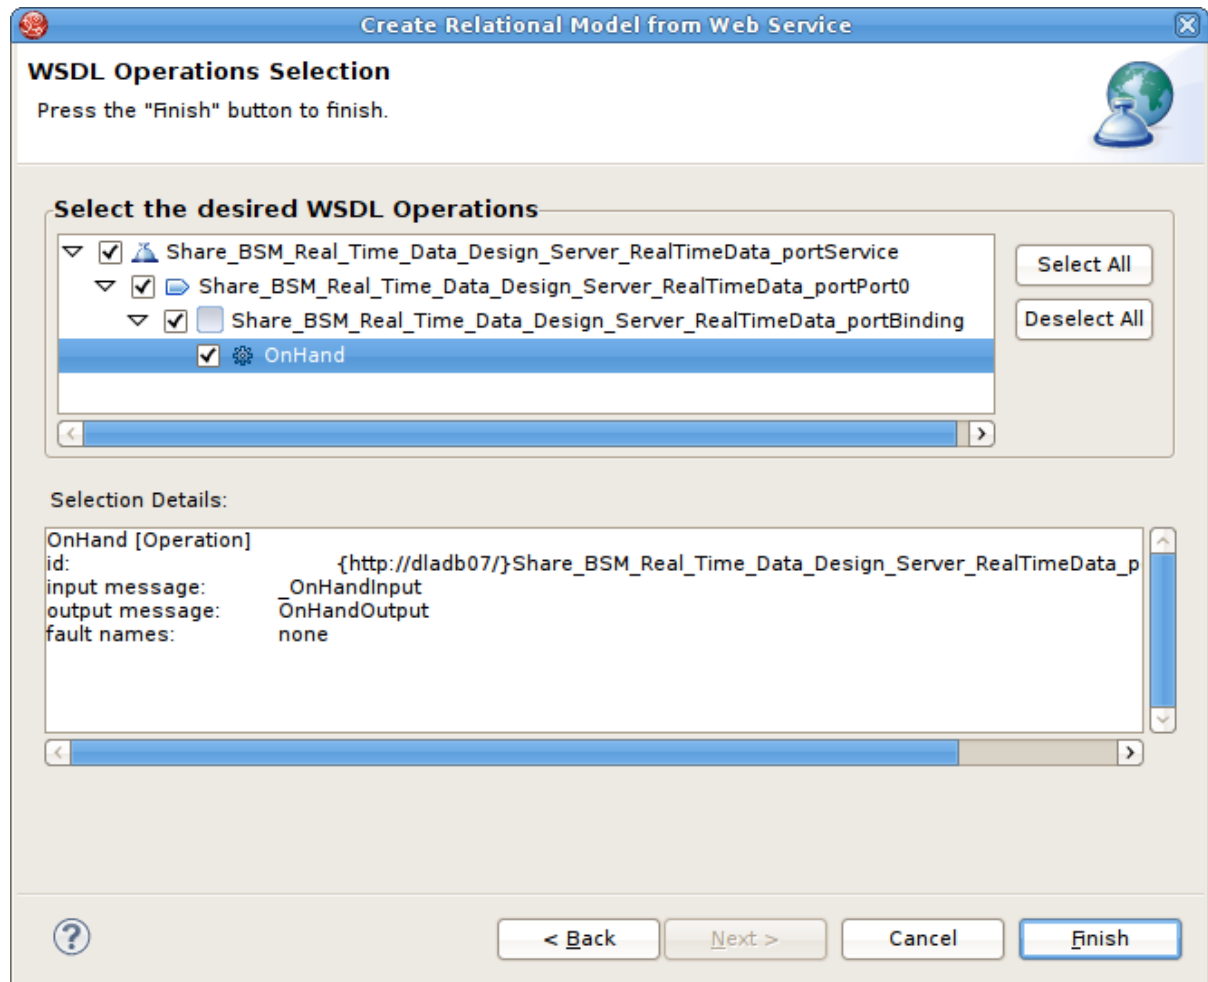 Create Relational Model from Web Service
WSDL Operations Selection
Press the "Finish" button to finish.
Select the desired WSDL Operations
Share_BSM_Real_Time_Data_Design_Server_RealTimeData_portService
Share_BSM_Real_Time_Data_Design_Server_RealTimeData_portPort0
Share_BSM_Real_Time_Data_Design_Server_RealTimeData_portBinding
OnHand
Select All
Deselect All
Selection Details:
OnHand [Operation]
id: {http://dladb07/}Share_BSM_Real_Time_Data_Design_Server_RealTimeData_p
input message: _OnHandInput
output message: OnHandOutput
fault names: none
? < Back Next > Cancel Finish